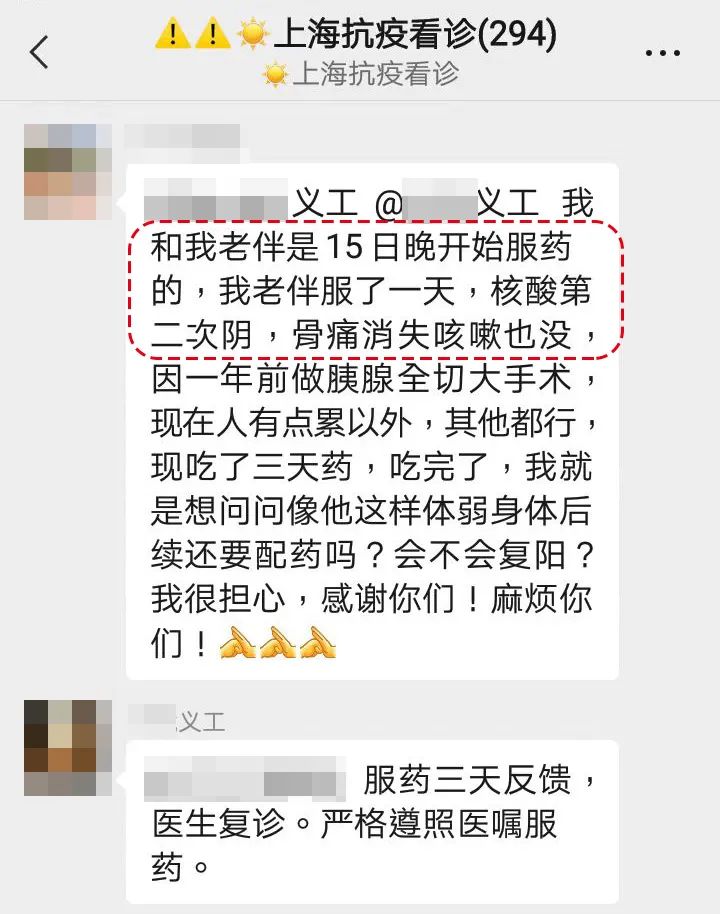 ⚠️⚠️☀️上海抗疫看诊(294)
☀️上海抗疫看诊
义工 @ 义工 我
和我老伴是15日晚开始服药
的，我老伴服了一天，核酸第
二次阴，骨痛消失咳嗽也没，
因一年前做胰腺全切大手术，
现在人有点累以外，其他都行，
现吃了三天药，吃完了，我就
是想问问像他这样体弱身体后
续还要配药吗？会不会复阳？
我很担心，感谢你们！麻烦你
们！
义工
服药三天反馈，
医生复诊。严格遵照医嘱服
药。